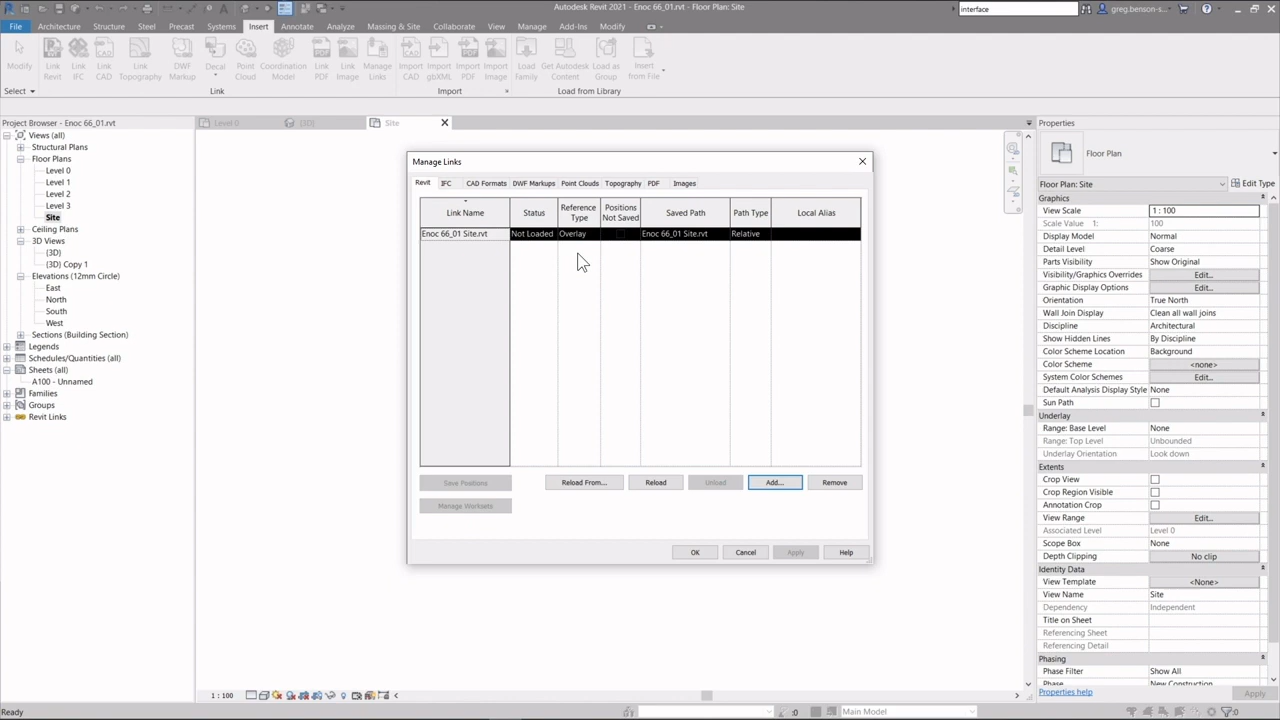 Autodesk Revit 2021 - Enoc 66_01.rvt - Floor Plan: Site
interface
greg.benson-s...
File Architecture Structure Steel Precast Systems Insert Annotate Analyze Massing & Site Collaborate View Manage Add-Ins Modify
Modify
Link Revit
Link IFC
Link CAD
Link Topography
DWF Markup
Decal
Point Cloud
Coordination Model
Link PDF
Link Image
Manage Links
Import CAD
Import gbXML
Import PDF
Import Image
Load Family
Get Autodesk Content
Load as Group
Insert from File
Select
Link
Import
Load from Library
Project Browser - Enoc 66_01.rvt
Views (all)
Structural Plans
Floor Plans
Level 0
Level 1
Level 2
Level 3
Site
Ceiling Plans
3D Views
{3D}
{3D} Copy 1
Elevations (12mm Circle)
East
North
South
West
Sections (Building Section)
Legends
Schedules/Quantities (all)
Sheets (all)
A100 - Unnamed
Families
Groups
Revit Links
Level 0
{3D}
Site
Manage Links
Revit IFC CAD Formats DWF Markups Point Clouds Topography PDF Images
Link Name
Status
Reference Type
Positions Not Saved
Saved Path
Path Type
Local Alias
Enoc 66_01 Site.rvt Not Loaded Overlay Enoc 66_01 Site.rvt Relative
Save Positions
Reload From...
Reload
Unload
Add...
Remove
Manage Worksets
OK
Cancel
Apply
Help
Properties
Floor Plan
Floor Plan: Site
Edit Type
Graphics
View Scale 1 : 100
Scale Value 1: 100
Display Model Normal
Detail Level Coarse
Parts Visibility Show Original
Visibility/Graphics Overrides Edit...
Graphic Display Options Edit...
Orientation True North
Wall Join Display Clean all wall joins
Discipline Architectural
Show Hidden Lines By Discipline
Color Scheme Location Background
Color Scheme <none>
System Color Schemes Edit...
Default Analysis Display Style None
Sun Path
Underlay
Range: Base Level None
Range: Top Level Unbounded
Underlay Orientation Look down
Extents
Crop View
Crop Region Visible
Annotation Crop
View Range Edit...
Associated Level Level 0
Scope Box None
Depth Clipping No clip
Identity Data
View Template <None>
View Name Site
Dependency Independent
Title on Sheet
Referencing Sheet
Referencing Detail
Phasing
Phase Filter Show All
Phase New Construction
Properties help
Apply
1 : 100
Ready
:0
Main Model
:0